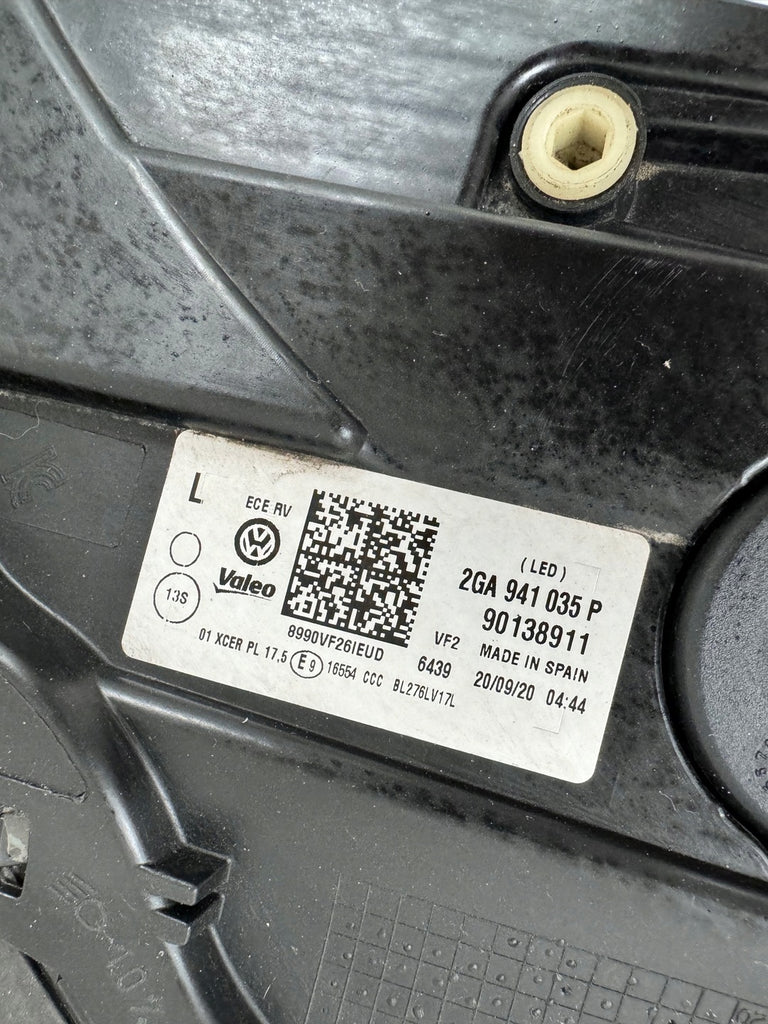 L
ECE RV
Valeo
13S
(LED)
2GA 941 035 P
90138911
8990VF26IEUD
VF2
MADE IN SPAIN
01 XCER PL 17,5 E9 16554 CCC BL276LV17L
6439
20/09/20 04:44